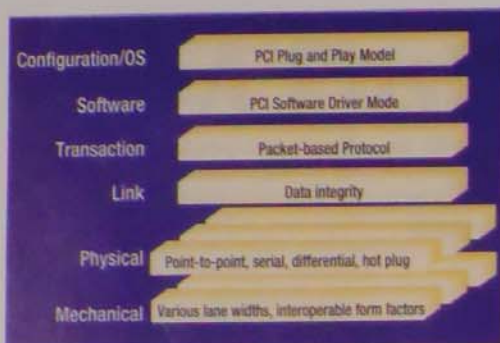 Configuration/OS PCI Plug and Play Model
Software PCI Software Driver Mode
Transaction Packet-based Protocol
Link Data integrity
Physical Point-to-point, serial, differential, hot plug
Mechanical Various lane widths, interoperable form factors